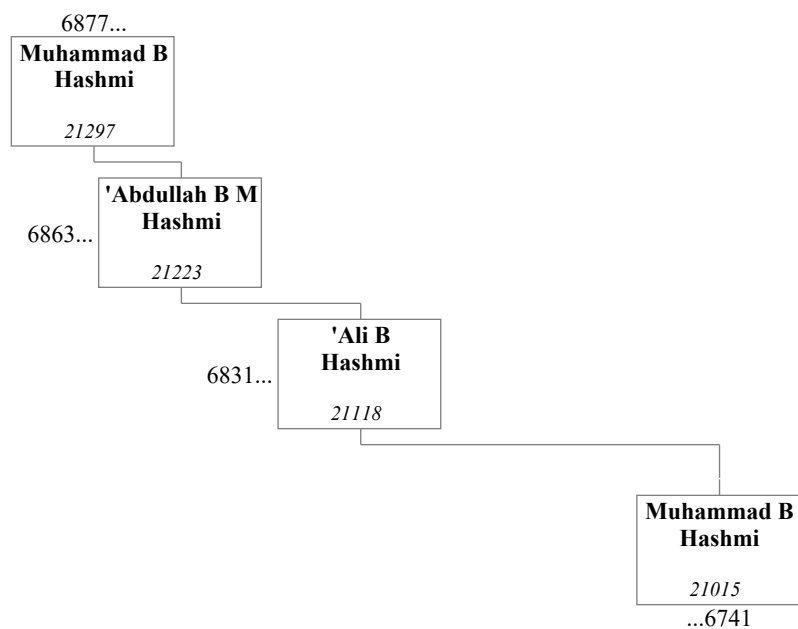 6877...
Muhammad B
Hashmi
21297
'Abdullah B M
Hashmi
6863...
21223
'Ali B
Hashmi
6831...
21118
Muhammad B
Hashmi
21015
...6741